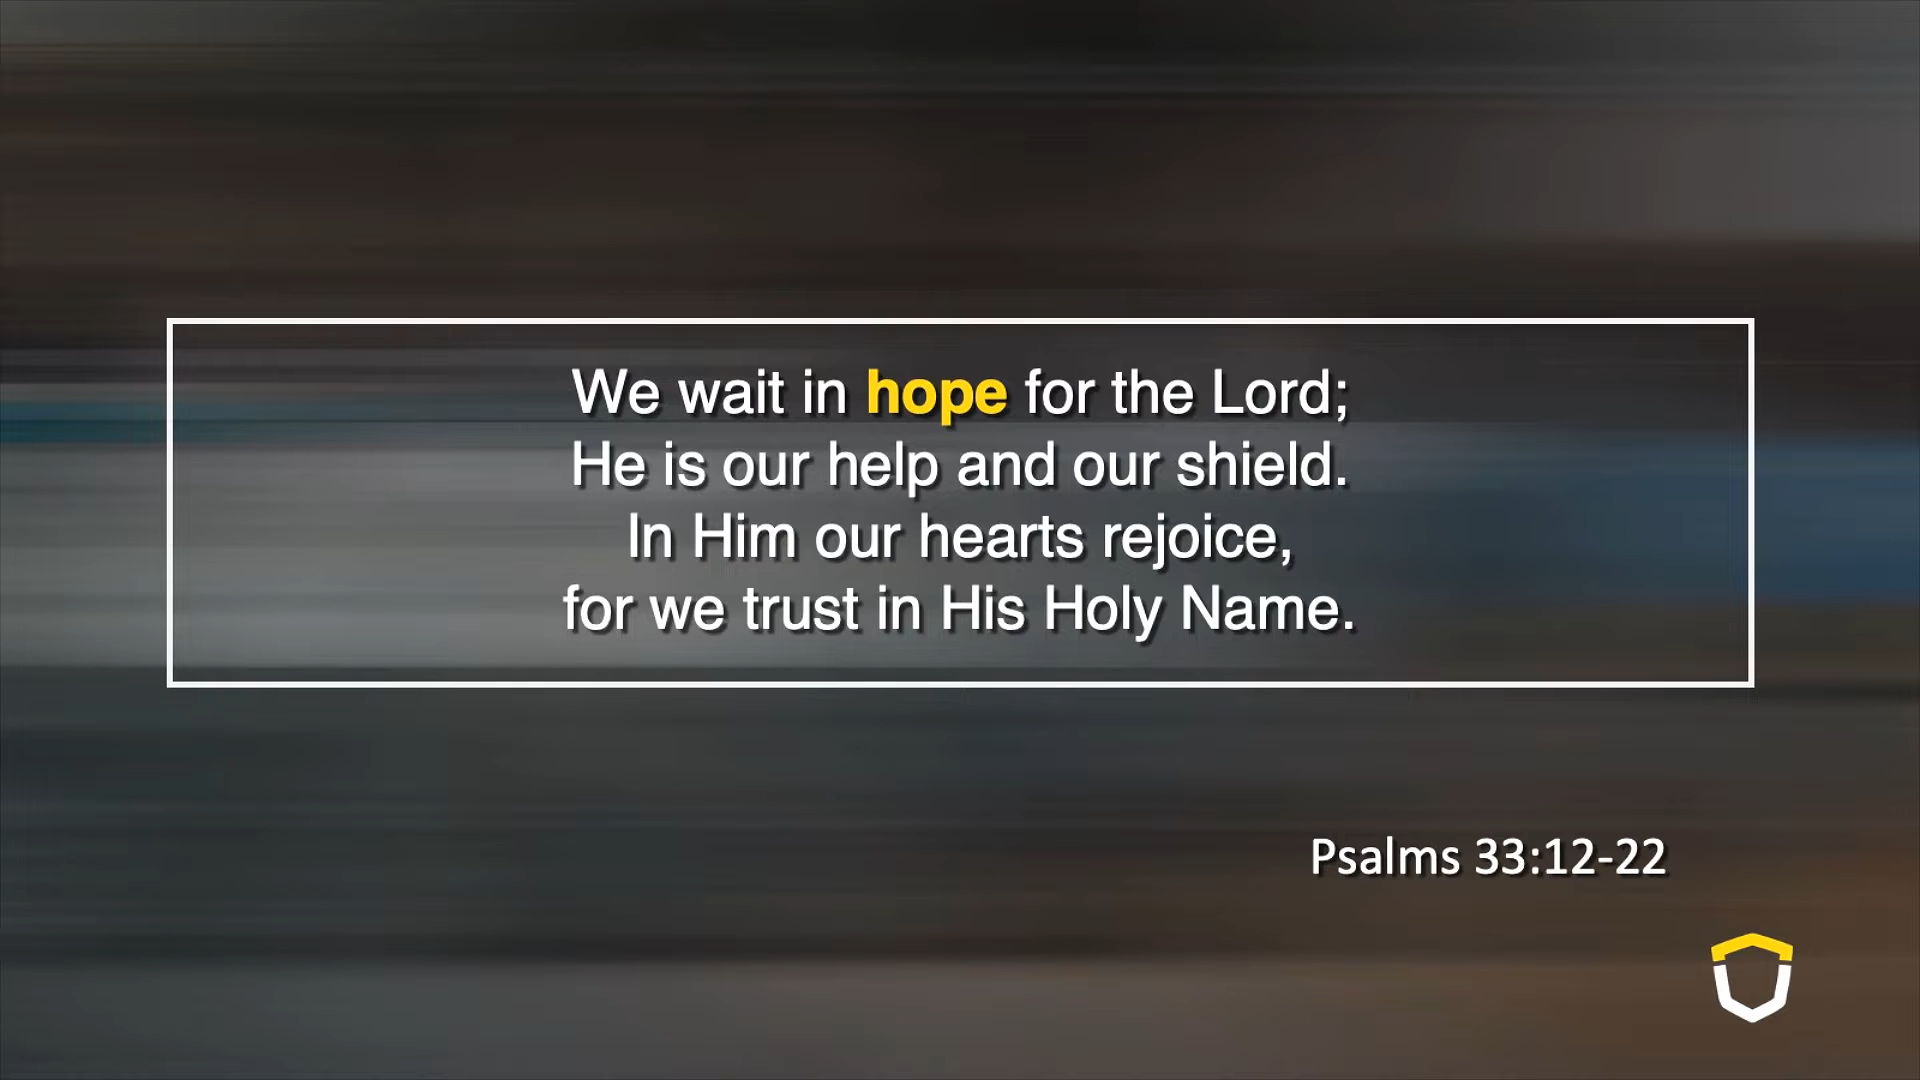 We wait in hope for the Lord;
He is our help and our shield.
In Him our hearts rejoice,
for we trust in His Holy Name.
Psalms 33:12-22